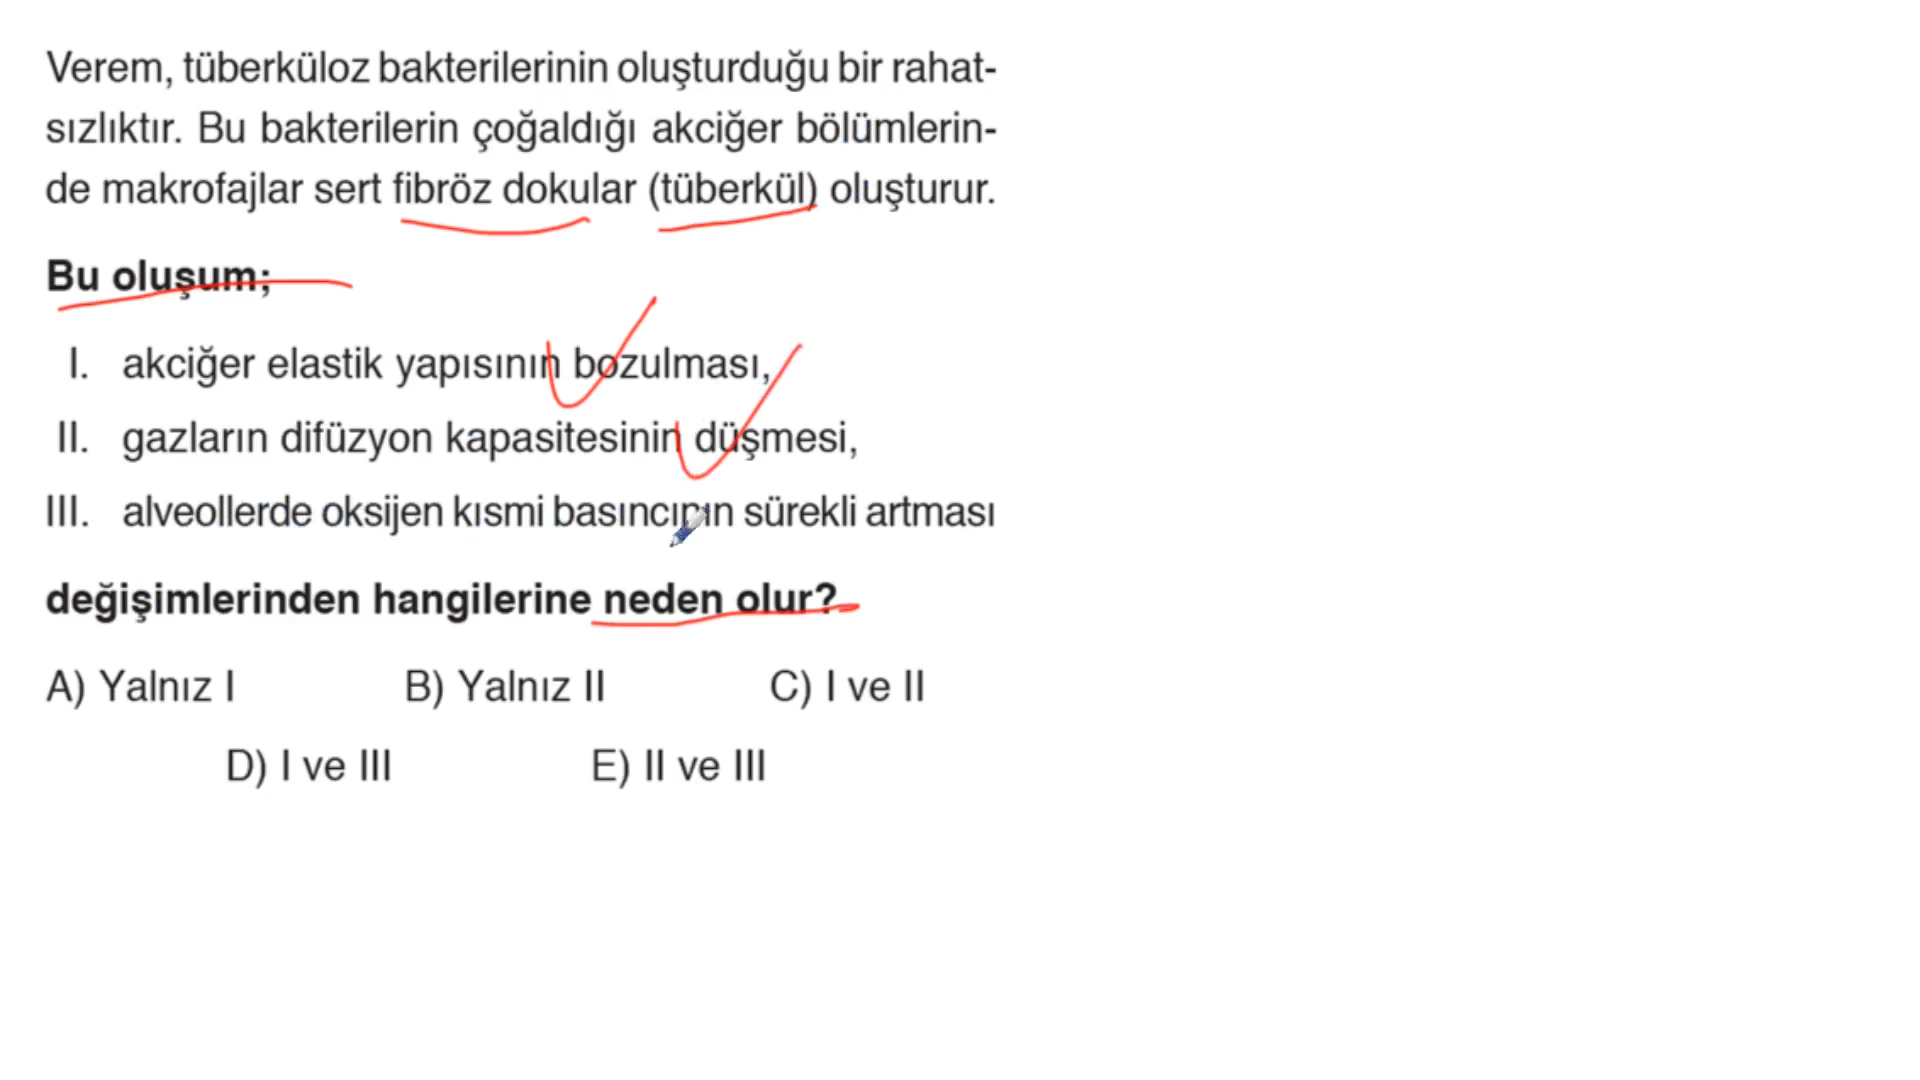 Verem, tüberküloz bakterilerinin oluşturduğu bir rahat-
sızlıktır. Bu bakterilerin çoğaldığı akciğer bölümlerin-
de makrofajlar sert fibröz dokular (tüberkül) oluşturur.
Bu oluşum;
I. akciğer elastik yapısının bozulması,
II. gazların difüzyon kapasitesinin düşmesi,
III. alveollerde oksijen kısmi basıncının sürekli artması
değişimlerinden hangilerine neden olur?
A) Yalnız I B) Yalnız II C) I ve II
D) I ve III E) II ve III